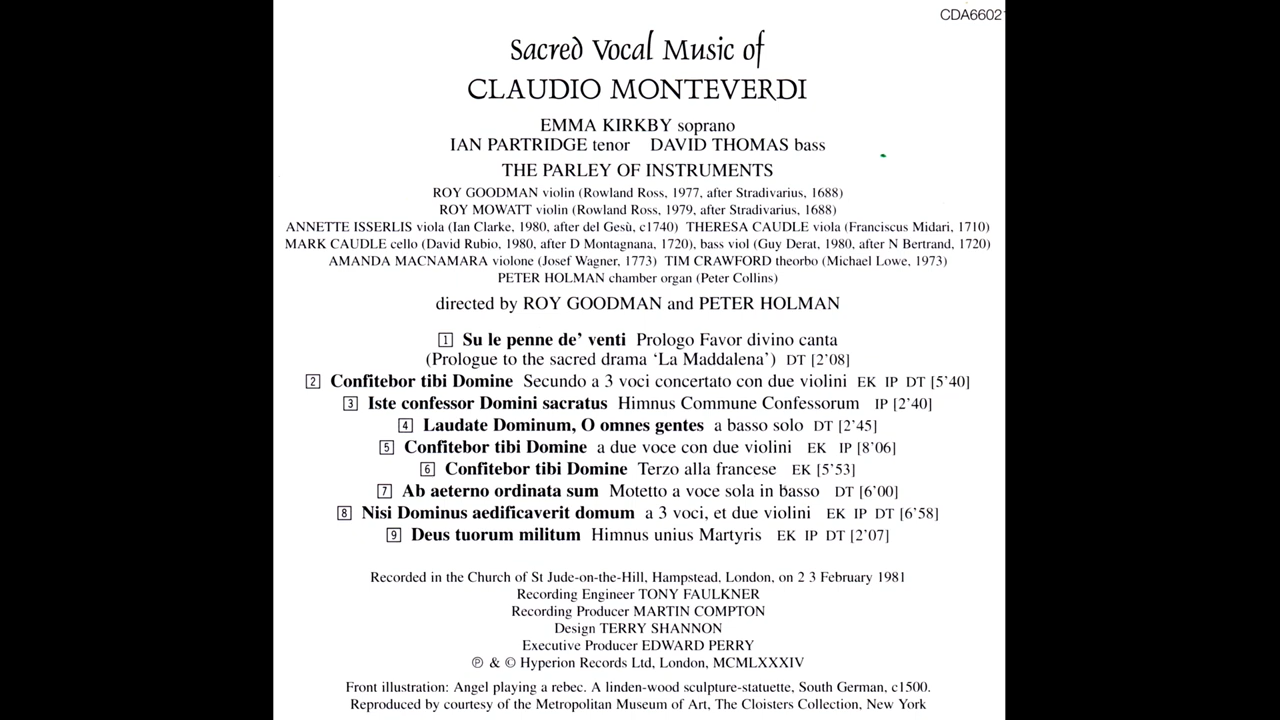 CDA66021
Sacred Vocal Music of
CLAUDIO MONTEVERDI
EMMA KIRKBY soprano
IAN PARTRIDGE tenor DAVID THOMAS bass
THE PARLEY OF INSTRUMENTS
ROY GOODMAN violin (Rowland Ross, 1977, after Stradivarius, 1688)
ROY MOWATT violin (Rowland Ross, 1979, after Stradivarius, 1688)
ANNETTE ISSERLIS viola (Ian Clarke, 1980, after del Gesù, c1740) THERESA CAUDLE viola (Franciscus Midari, 1710)
MARK CAUDLE cello (David Rubio, 1980, after D Montagnana, 1720), bass viol (Guy Derat, 1980, after N Bertrand, 1720)
AMANDA MACNAMARA violone (Josef Wagner, 1773) TIM CRAWFORD theorbo (Michael Lowe, 1973)
PETER HOLMAN chamber organ (Peter Collins)
directed by ROY GOODMAN and PETER HOLMAN
1 Su le penne de’ venti Prologo Favor divino canta
(Prologue to the sacred drama ‘La Maddalena’) DT [2’08]
2 Confitebor tibi Domine Secundo a 3 voci concertato con due violini EK IP DT [5’40]
3 Iste confessor Domini sacratus Himnus Commune Confessorum IP [2’40]
4 Laudate Dominum, O omnes gentes a basso solo DT [2’45]
5 Confitebor tibi Domine a due voce con due violini EK IP [8’06]
6 Confitebor tibi Domine Terzo alla francese EK [5’53]
7 Ab aeterno ordinata sum Motetto a voce sola in basso DT [6’00]
8 Nisi Dominus aedificaverit domum a 3 voci, et due violini EK IP DT [6’58]
9 Deus tuorum militum Himnus unius Martyris EK IP DT [2’07]
Recorded in the Church of St Jude-on-the-Hill, Hampstead, London, on 2 3 February 1981
Recording Engineer TONY FAULKNER
Recording Producer MARTIN COMPTON
Design TERRY SHANNON
Executive Producer EDWARD PERRY
℗ & © Hyperion Records Ltd, London, MCMLXXXIV
Front illustration: Angel playing a rebec. A linden-wood sculpture-statuette, South German, c1500.
Reproduced by courtesy of the Metropolitan Museum of Art, The Cloisters Collection, New York